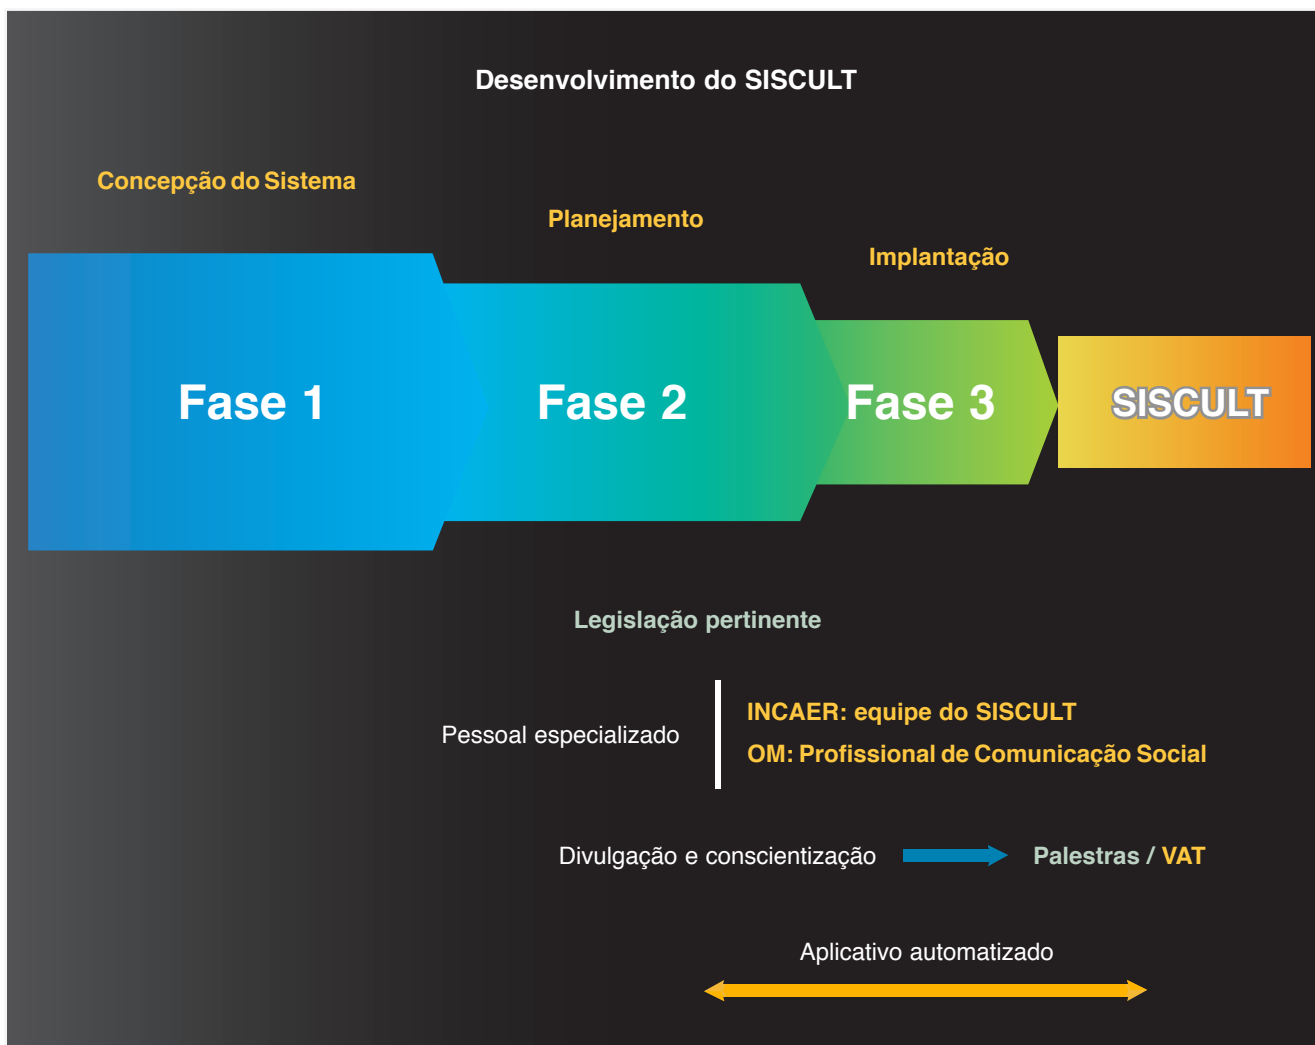 Desenvolvimento do SISCULT
Concepção do Sistema
Planejamento
Implantação
Fase 1
Fase 2
Fase 3
SISCULT
Legislação pertinente
Pessoal especializado
INCAER: equipe do SISCULT
OM: Profissional de Comunicação Social
Divulgação e conscientização
Palestras / VAT
Aplicativo automatizado